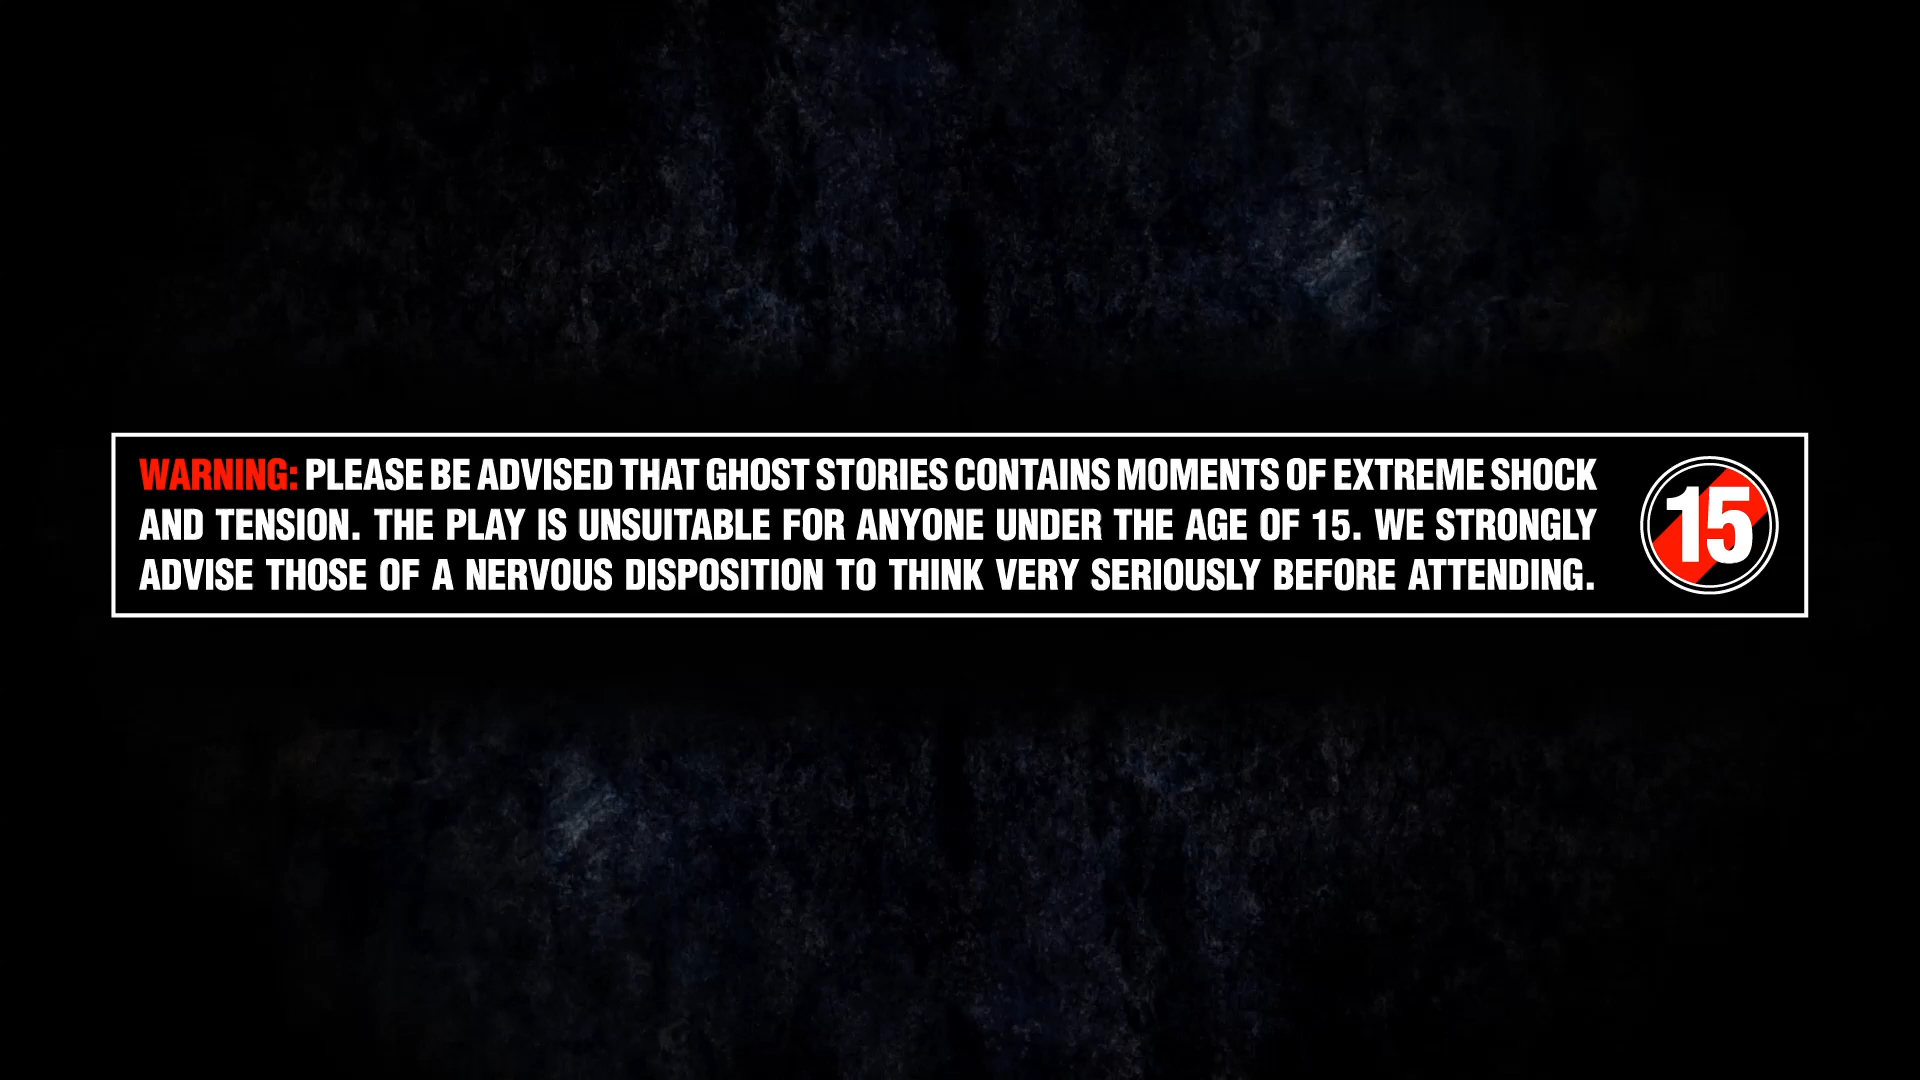 WARNING: PLEASE BE ADVISED THAT GHOST STORIES CONTAINS MOMENTS OF EXTREME SHOCK
AND TENSION. THE PLAY IS UNSUITABLE FOR ANYONE UNDER THE AGE OF 15. WE STRONGLY
ADVISE THOSE OF A NERVOUS DISPOSITION TO THINK VERY SERIOUSLY BEFORE ATTENDING.
15